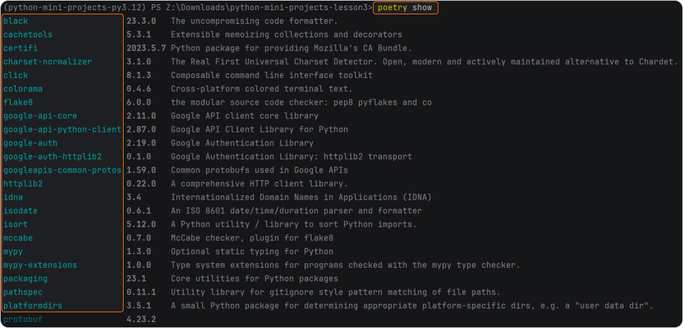 (python-mini-projects-py3.12) PS Z:\Downloads\python-mini-projects-lesson3> poetry show
black 23.3.0 The uncompromising code formatter.
cachetools 5.3.1 Extensible memoizing collections and decorators
certifi 2023.5.7 Python package for providing Mozilla's CA Bundle.
charset-normalizer 3.1.0 The Real First Universal Charset Detector. Open, modern and actively maintained alternative to Chardet.
click 8.1.3 Composable command line interface toolkit
colorama 0.4.6 Cross-platform colored terminal text.
flake8 6.0.0 the modular source code checker: pep8 pyflakes and co
google-api-core 2.11.0 Google API client core library
google-api-python-client 2.87.0 Google API Client Library for Python
google-auth 2.19.0 Google Authentication Library
google-auth-httplib2 0.1.0 Google Authentication Library: httplib2 transport
googleapis-common-protos 1.59.0 Common protobufs used in Google APIs
httplib2 0.22.0 A comprehensive HTTP client library.
idna 3.4 Internationalized Domain Names in Applications (IDNA)
isodate 0.6.1 An ISO 8601 date/time/duration parser and formatter
isort 5.12.0 A Python utility / library to sort Python imports.
mccabe 0.7.0 McCabe checker, plugin for flake8
mypy 1.3.0 Optional static typing for Python
mypy-extensions 1.0.0 Type system extensions for programs checked with the mypy type checker.
packaging 23.1 Core utilities for Python packages
pathspec 0.11.1 Utility library for gitignore style pattern matching of file paths.
platformdirs 3.5.1 A small Python package for determining appropriate platform-specific dirs, e.g. a "user data dir".
protobuf 4.23.2